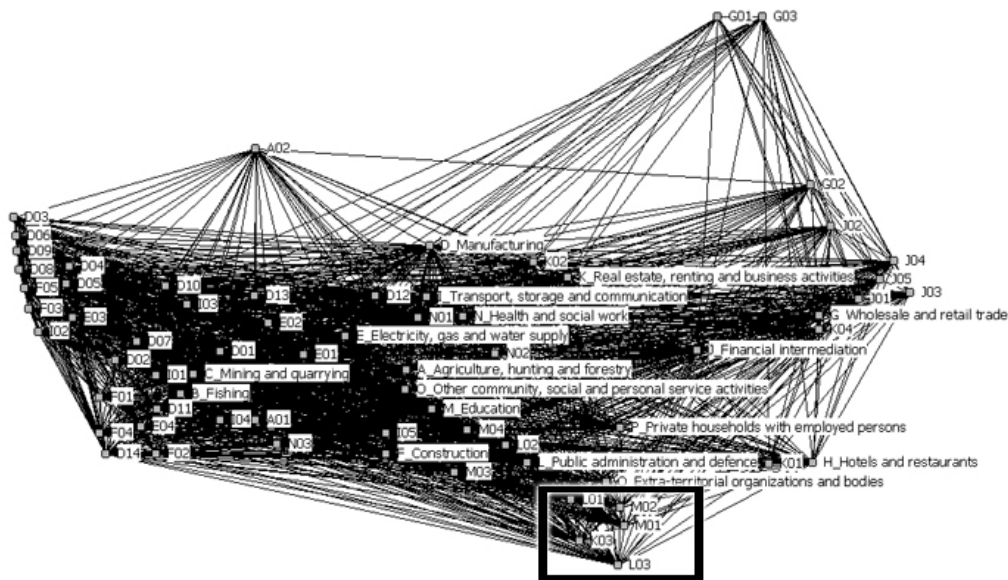 G01 G03
A02
G02
D03
J02
D06
D09 D_Manufacturing
D04 K02 J04
D08 K_Real estate, renting and business activities J05
F05 D05 D10 D13 D12 I_Transport, storage and communication J01 J03
F03 I03
E03 E02 N01 N_Health and social work G_Wholesale and retail trade
I02 K04
D07 E_Electricity, gas and water supply
D02 D01 E01 N02 J_Financial intermediation
I01 C_Mining and quarrying A_Agriculture, hunting and forestry
F01 B_Fishing O_Other community, social and personal service activities
D11 M_Education
E04 I04 A01
F04 I05 M04 P_Private households with employed persons
N03 L02
D14 F02 F_Construction L_Public administration and defence K01 H_Hotels and restaurants
M03
Q_Extra-territorial organizations and bodies
L01 M02
M01
K03
L03